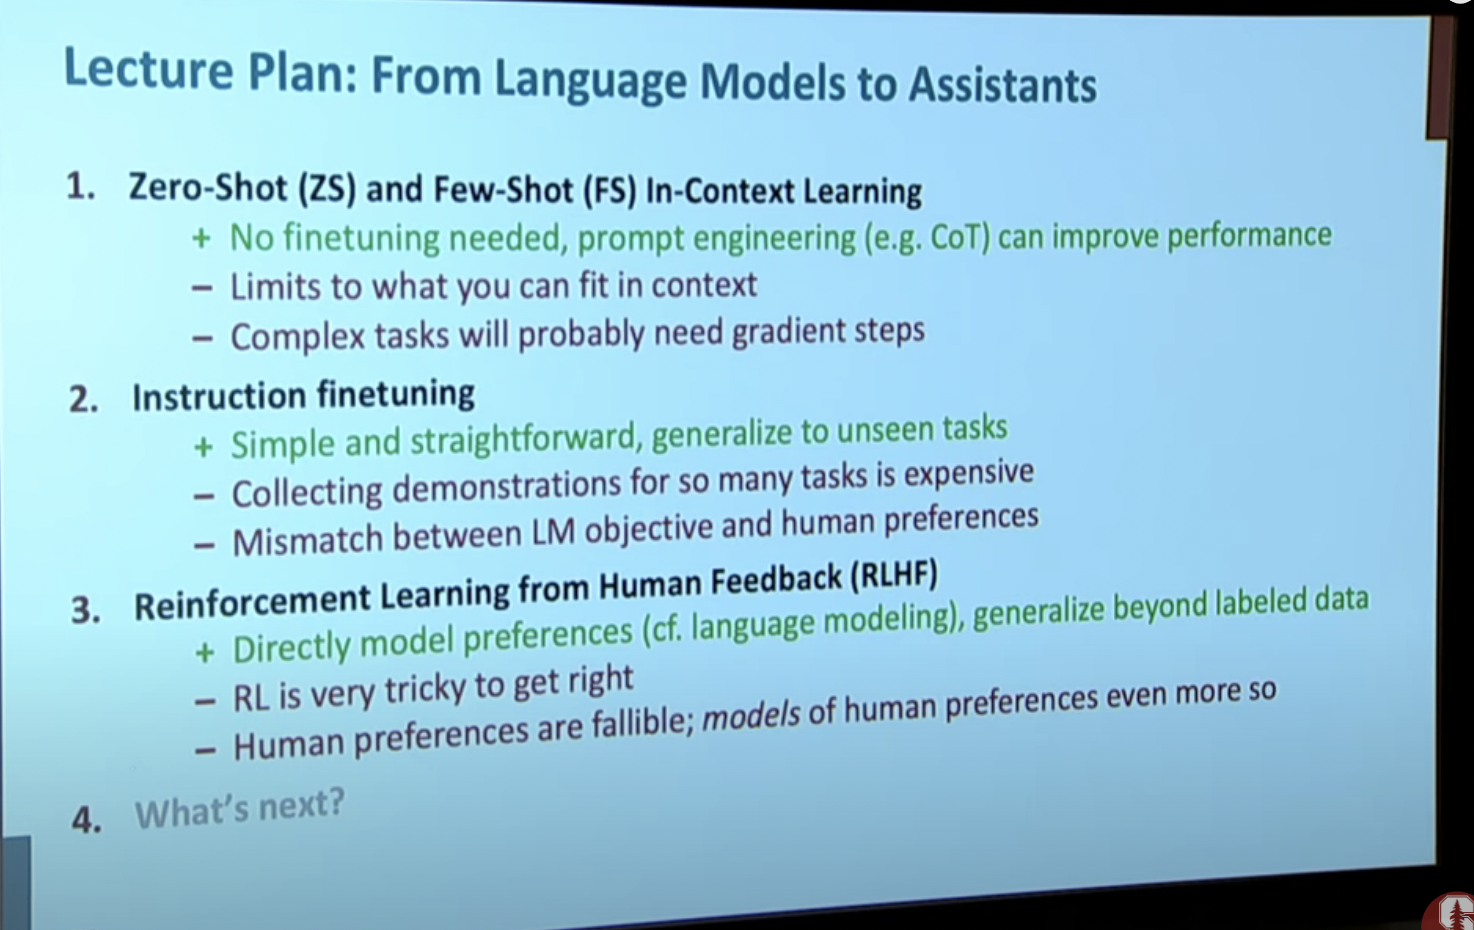 Lecture Plan: From Language Models to Assistants
1. Zero-Shot (ZS) and Few-Shot (FS) In-Context Learning
+ No finetuning needed, prompt engineering (e.g. CoT) can improve performance
– Limits to what you can fit in context
– Complex tasks will probably need gradient steps
2. Instruction finetuning
+ Simple and straightforward, generalize to unseen tasks
– Collecting demonstrations for so many tasks is expensive
– Mismatch between LM objective and human preferences
3. Reinforcement Learning from Human Feedback (RLHF)
+ Directly model preferences (cf. language modeling), generalize beyond labeled data
– RL is very tricky to get right
– Human preferences are fallible; models of human preferences even more so
4. What's next?